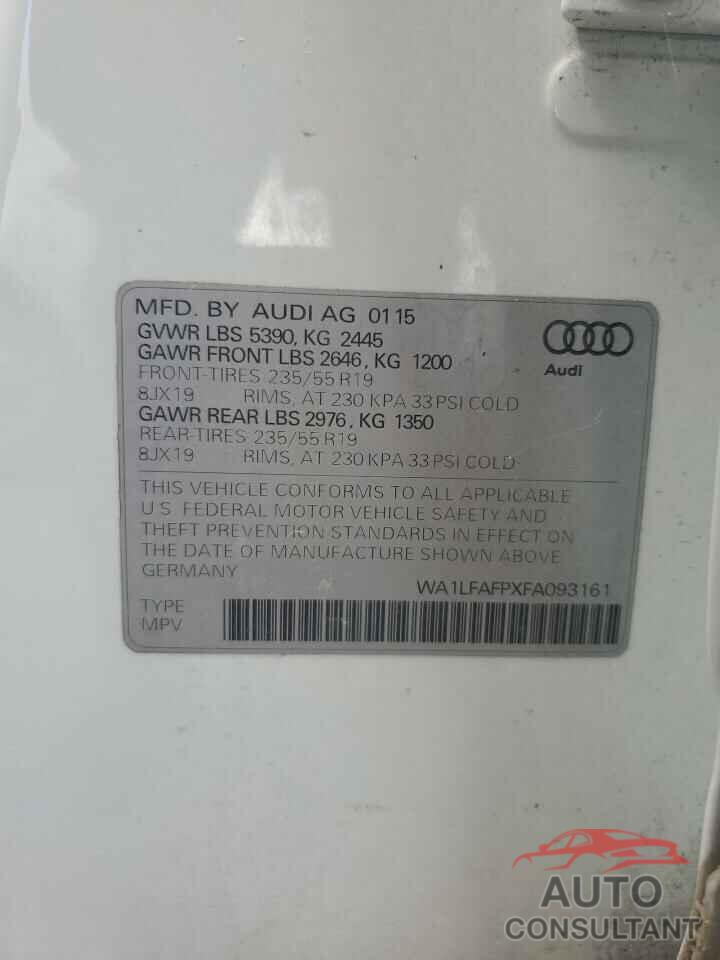 MFD. BY AUDI AG 0115
GVWR LBS 5390, KG 2445
GAWR FRONT LBS 2646, KG 1200
FRONT-TIRES 235/55 R19
8JX19 RIMS, AT 230 KPA 33 PSI COLD
GAWR REAR LBS 2976, KG 1350
REAR-TIRES 235/55 R19
8JX19 RIMS, AT 230 KPA 33 PSI COLD
Audi
THIS VEHICLE CONFORMS TO ALL APPLICABLE
U.S. FEDERAL MOTOR VEHICLE SAFETY AND
THEFT PREVENTION STANDARDS IN EFFECT ON
THE DATE OF MANUFACTURE SHOWN ABOVE
GERMANY
WA1LFAFPXFA093161
TYPE
MPV
AUTO
CONSULTANT